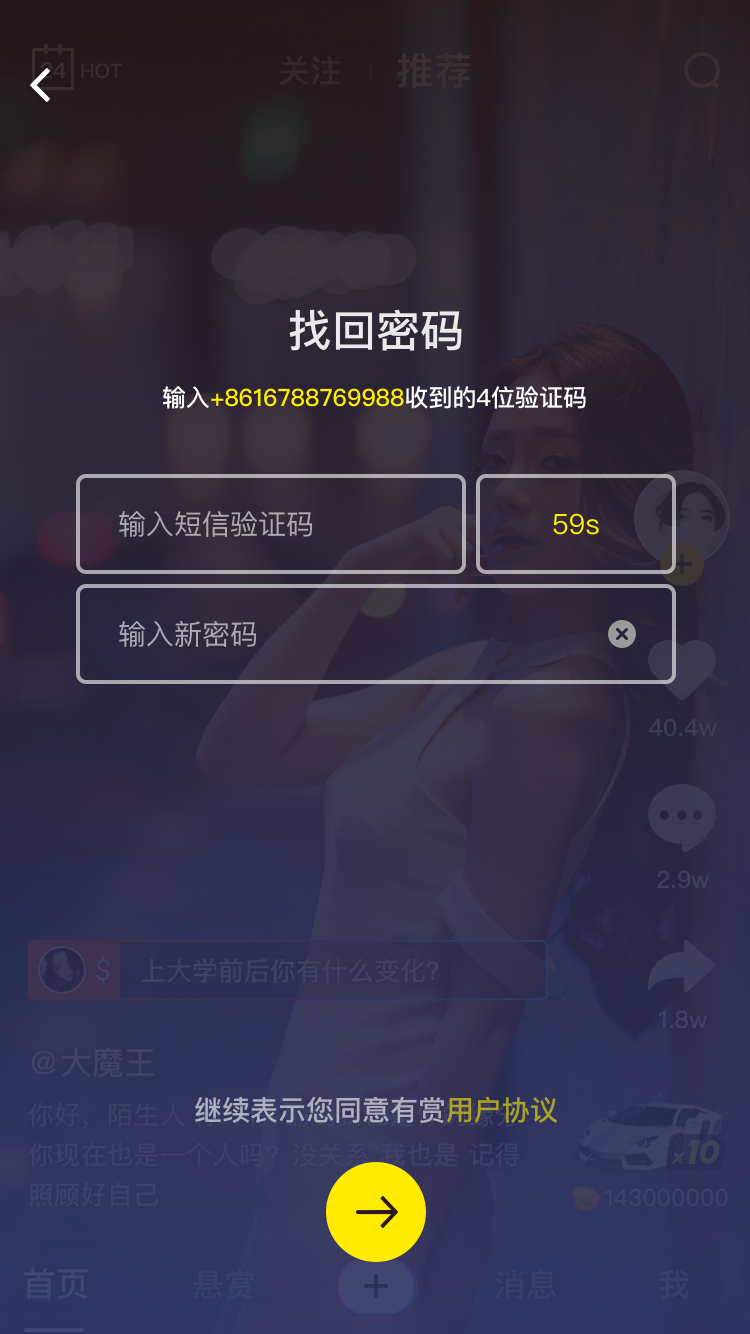 24 HOT 关注 推荐
找回密码
输入+8616788769988收到的4位验证码
输入短信验证码 59s
输入新密码
40.4w
2.9w
$ 上大学前后你有什么变化?
1.8w
@大魔王
继续表示您同意有赏用户协议
你好，陌生人
你现在也是一个人吗？没关系 我也是 记得
x10
照顾好自己
143000000
首页 悬赏 + 消息 我